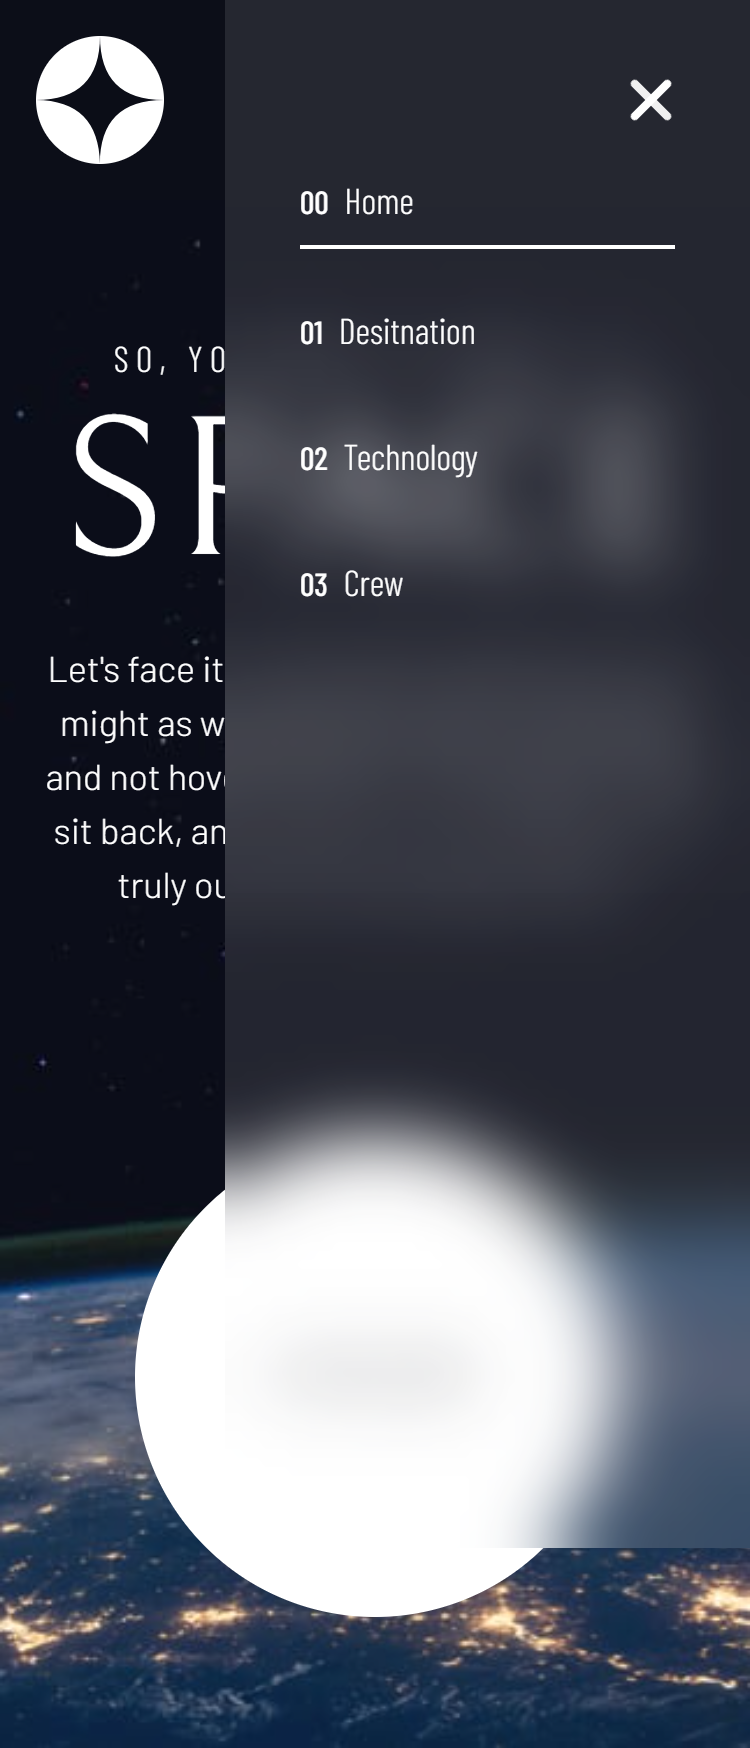 00 Home
01 Desitnation
02 Technology
03 Crew
SO, YO
SP
Let's face it
might as w
and not hove
sit back, an
truly ou